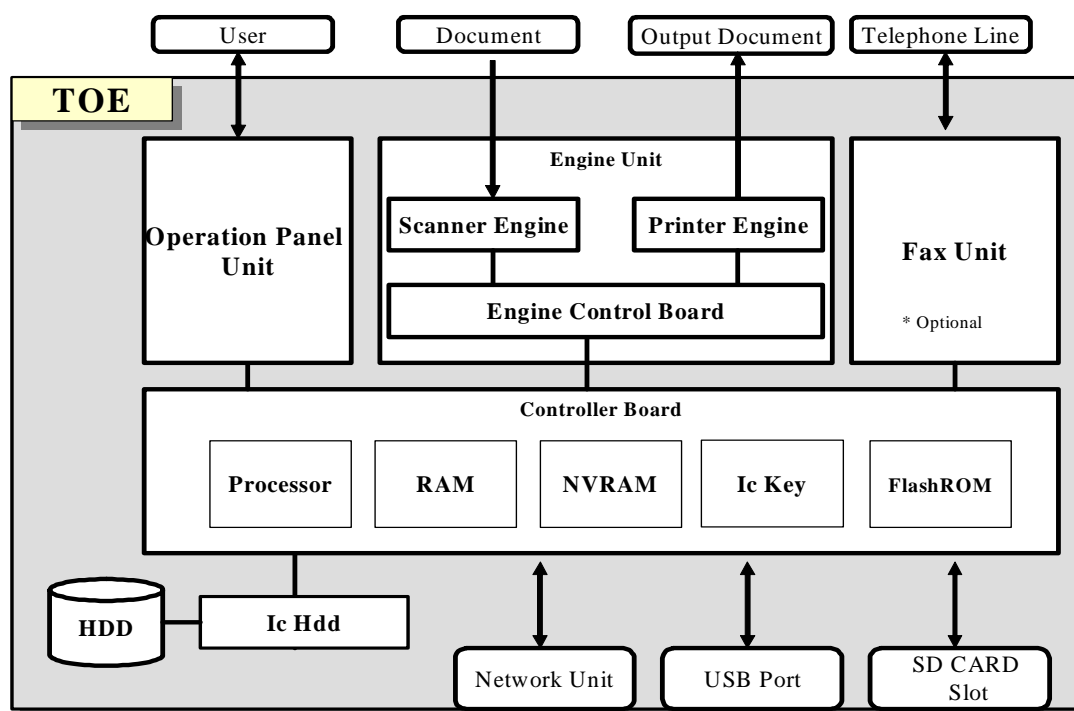 User
Document
Output Document
Telephone Line
TOE
Engine Unit
Operation Panel
Unit
Scanner Engine
Printer Engine
Fax Unit
* Optional
Engine Control Board
Controller Board
Processor
RAM
NVRAM
Ic Key
FlashROM
HDD
Ic Hdd
Network Unit
USB Port
SD CARD
Slot